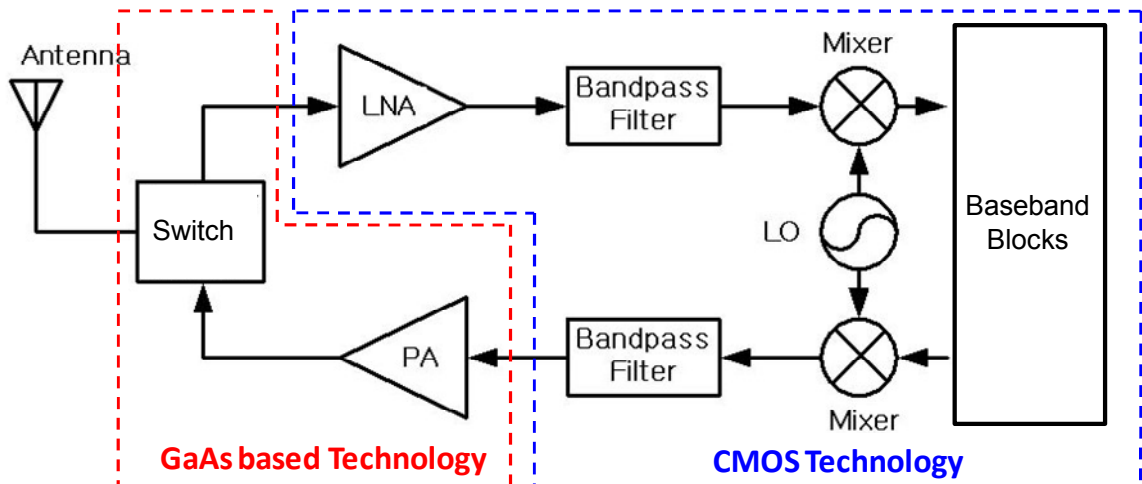 Antenna
Mixer
LNA
Bandpass
Filter
Switch
LO
Baseband
Blocks
PA
Bandpass
Filter
Mixer
GaAs based Technology
CMOS Technology